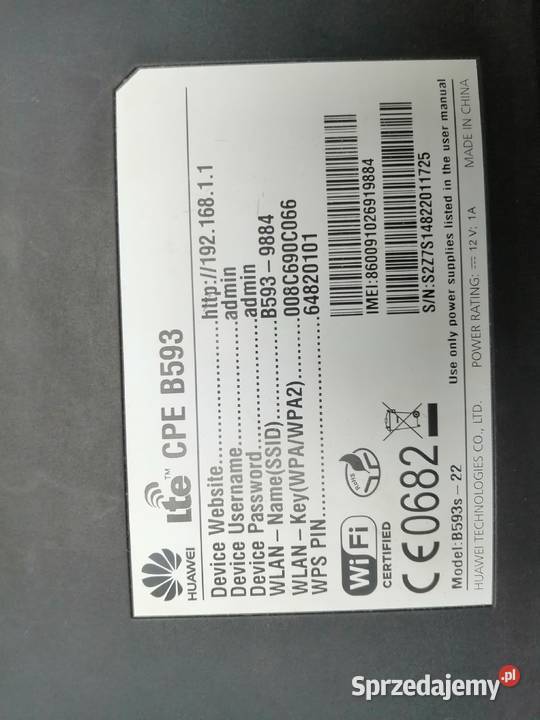 HUAWEI
Lte™ CPE B593
Device Website....................http://192.168.1.1
Device Username..................admin
Device Password..................admin
WLAN-Name(SSID)................B593-9884
WLAN-Key(WPA/WPA2)..........008C690C066
WPS PIN...........................64820101
IMEI:860091026919884
S/N:S2Z7S14822011725
Wi Fi
CERTIFIED
RoHS
CE0682
Model:B593s-22
Use only power supplies listed in the user manual
HUAWEI TECHNOLOGIES CO., LTD.
POWER RATING: ⎓ 12 V; 1A
MADE IN CHINA
Sprzedajemy.pl